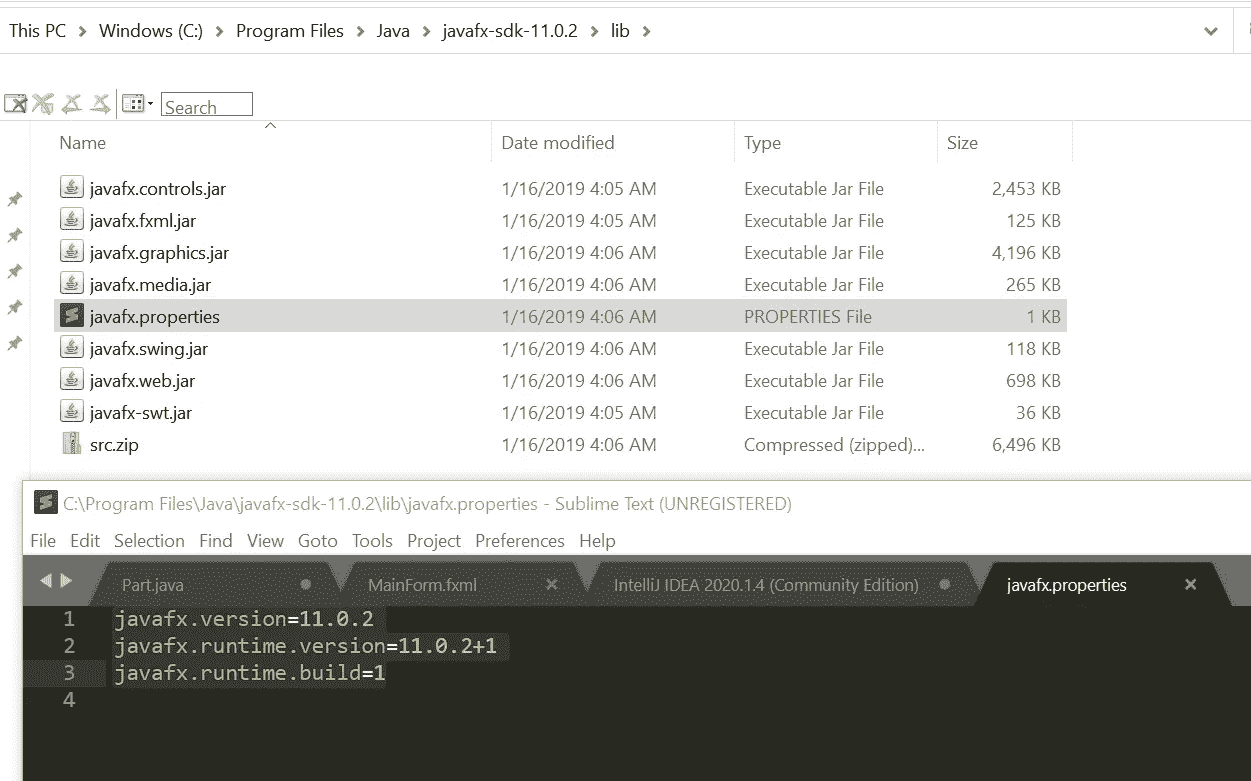 This PC > Windows (C:) > Program Files > Java > javafx-sdk-11.0.2 > lib >
Search
Name Date modified Type Size
javafx.controls.jar 1/16/2019 4:05 AM Executable Jar File 2,453 KB
javafx.fxml.jar 1/16/2019 4:05 AM Executable Jar File 125 KB
javafx.graphics.jar 1/16/2019 4:06 AM Executable Jar File 4,196 KB
javafx.media.jar 1/16/2019 4:06 AM Executable Jar File 265 KB
javafx.properties 1/16/2019 4:06 AM PROPERTIES File 1 KB
javafx.swing.jar 1/16/2019 4:06 AM Executable Jar File 118 KB
javafx.web.jar 1/16/2019 4:06 AM Executable Jar File 698 KB
javafx-swt.jar 1/16/2019 4:05 AM Executable Jar File 36 KB
src.zip 1/16/2019 4:06 AM Compressed (zipped)... 6,496 KB
C:\Program Files\Java\javafx-sdk-11.0.2\lib\javafx.properties - Sublime Text (UNREGISTERED)
File Edit Selection Find View Goto Tools Project Preferences Help
Part.java MainForm.fxml IntelliJ IDEA 2020.1.4 (Community Edition) javafx.properties
1 javafx.version=11.0.2
2 javafx.runtime.version=11.0.2+1
3 javafx.runtime.build=1
4